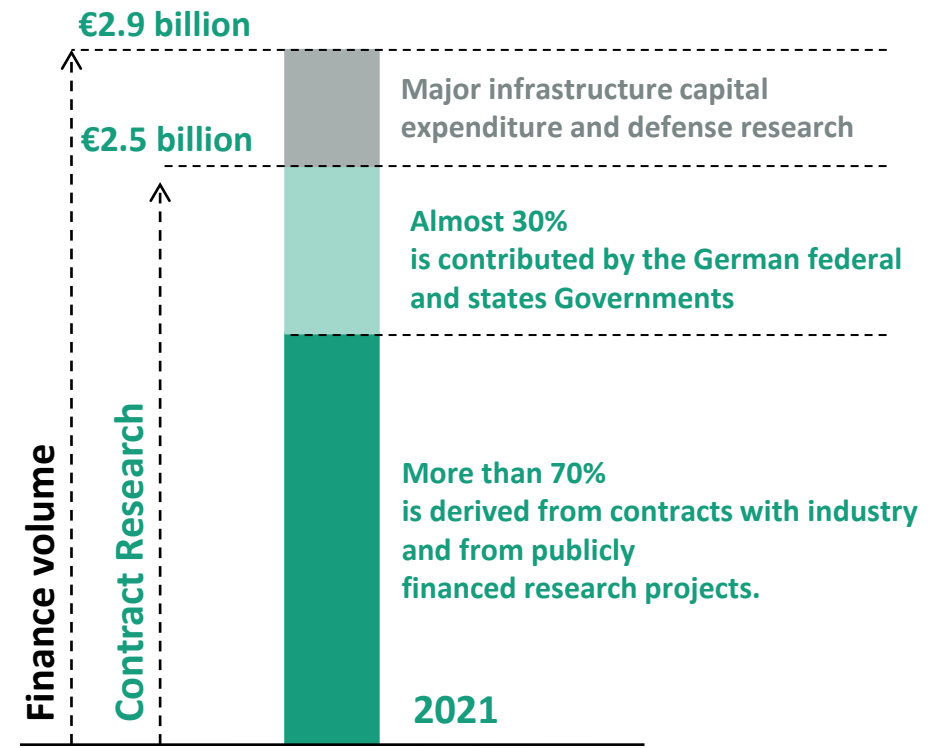 €2.9 billion
Major infrastructure capital
expenditure and defense research
€2.5 billion
Almost 30%
is contributed by the German federal
and states Governments
More than 70%
is derived from contracts with industry
and from publicly
financed research projects.
Finance volume
Contract Research
2021